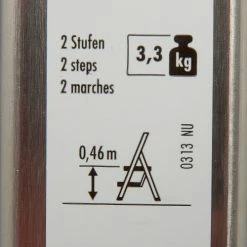 2 Stufen
2 steps
2 marches
3,3 kg
0,46 m
0313 NU